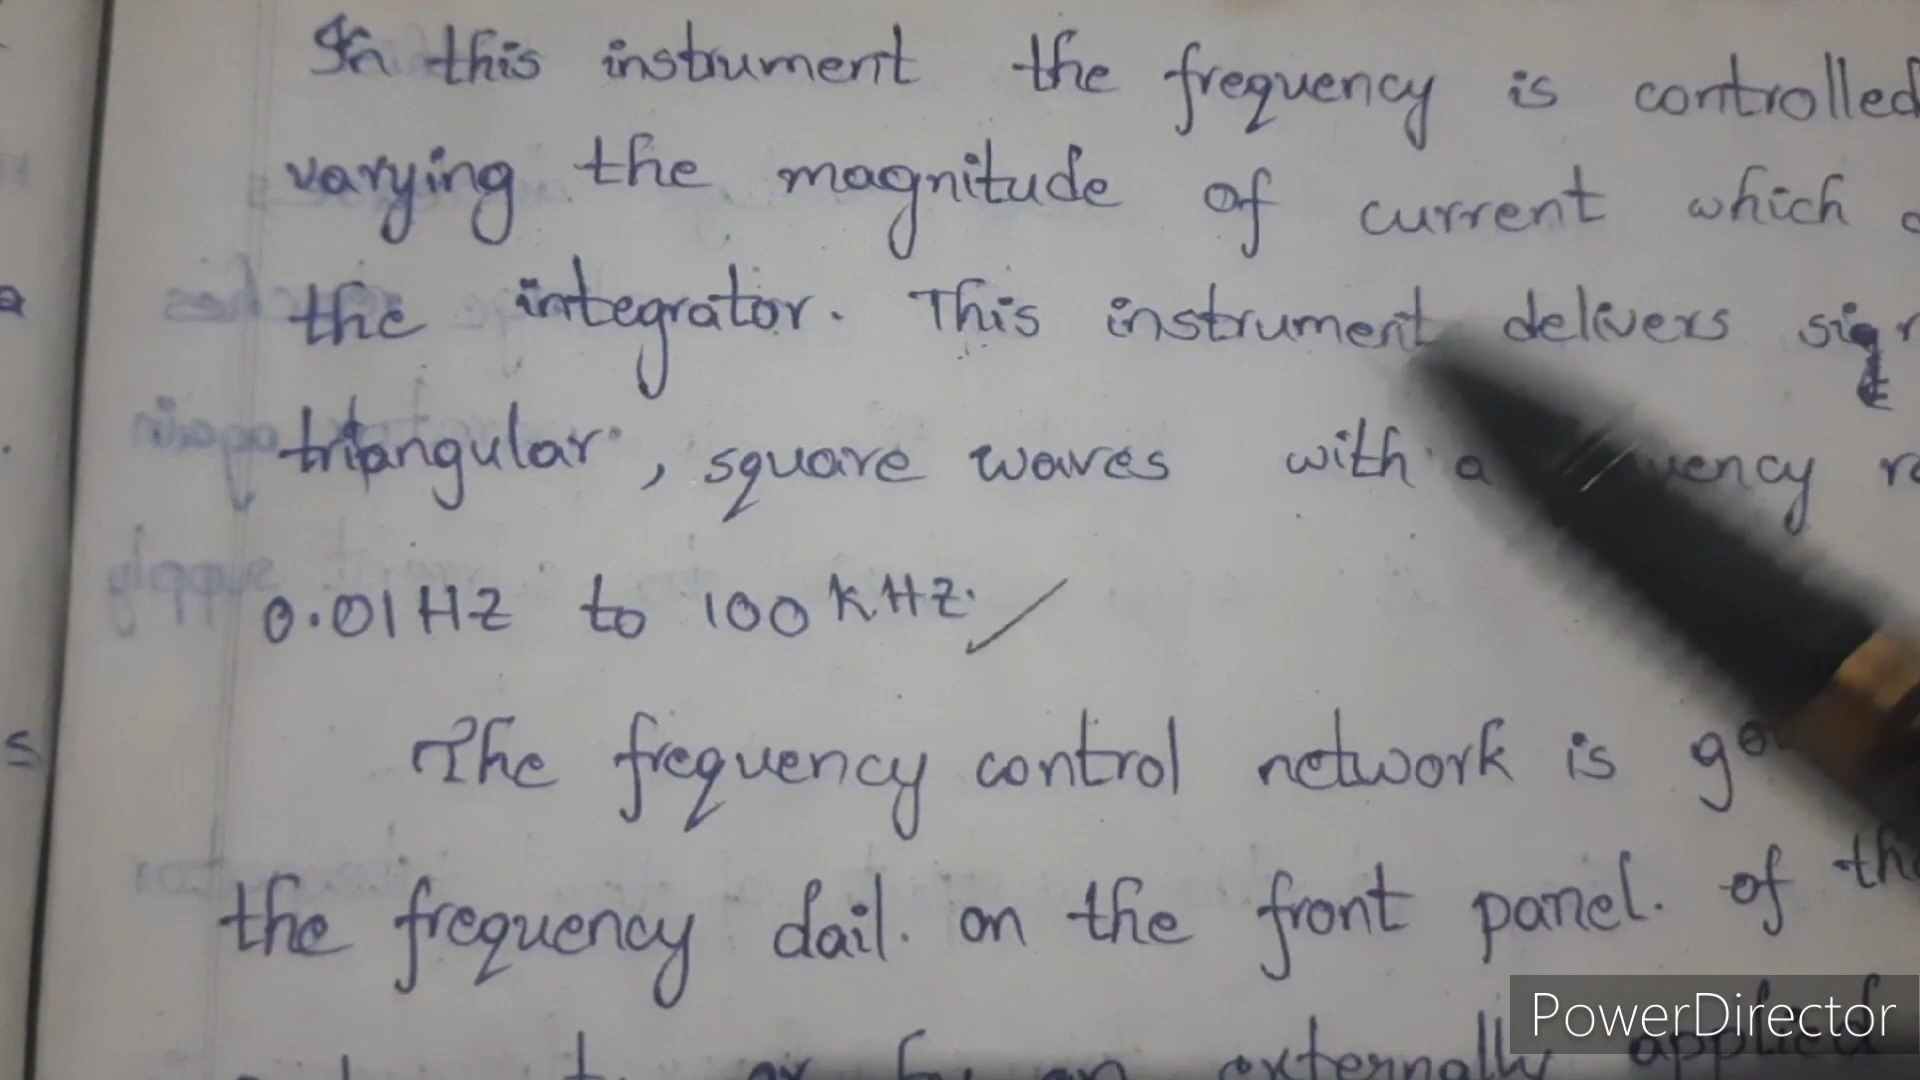 In this instrument the frequency is controlled
varying the magnitude of current which
the integrator. This instrument delivers
triangular, square waves with a
0.01 HZ to 100 KHZ.
The frequency control network is
the frequency dail. on the front panel. of
externally applied
PowerDirector